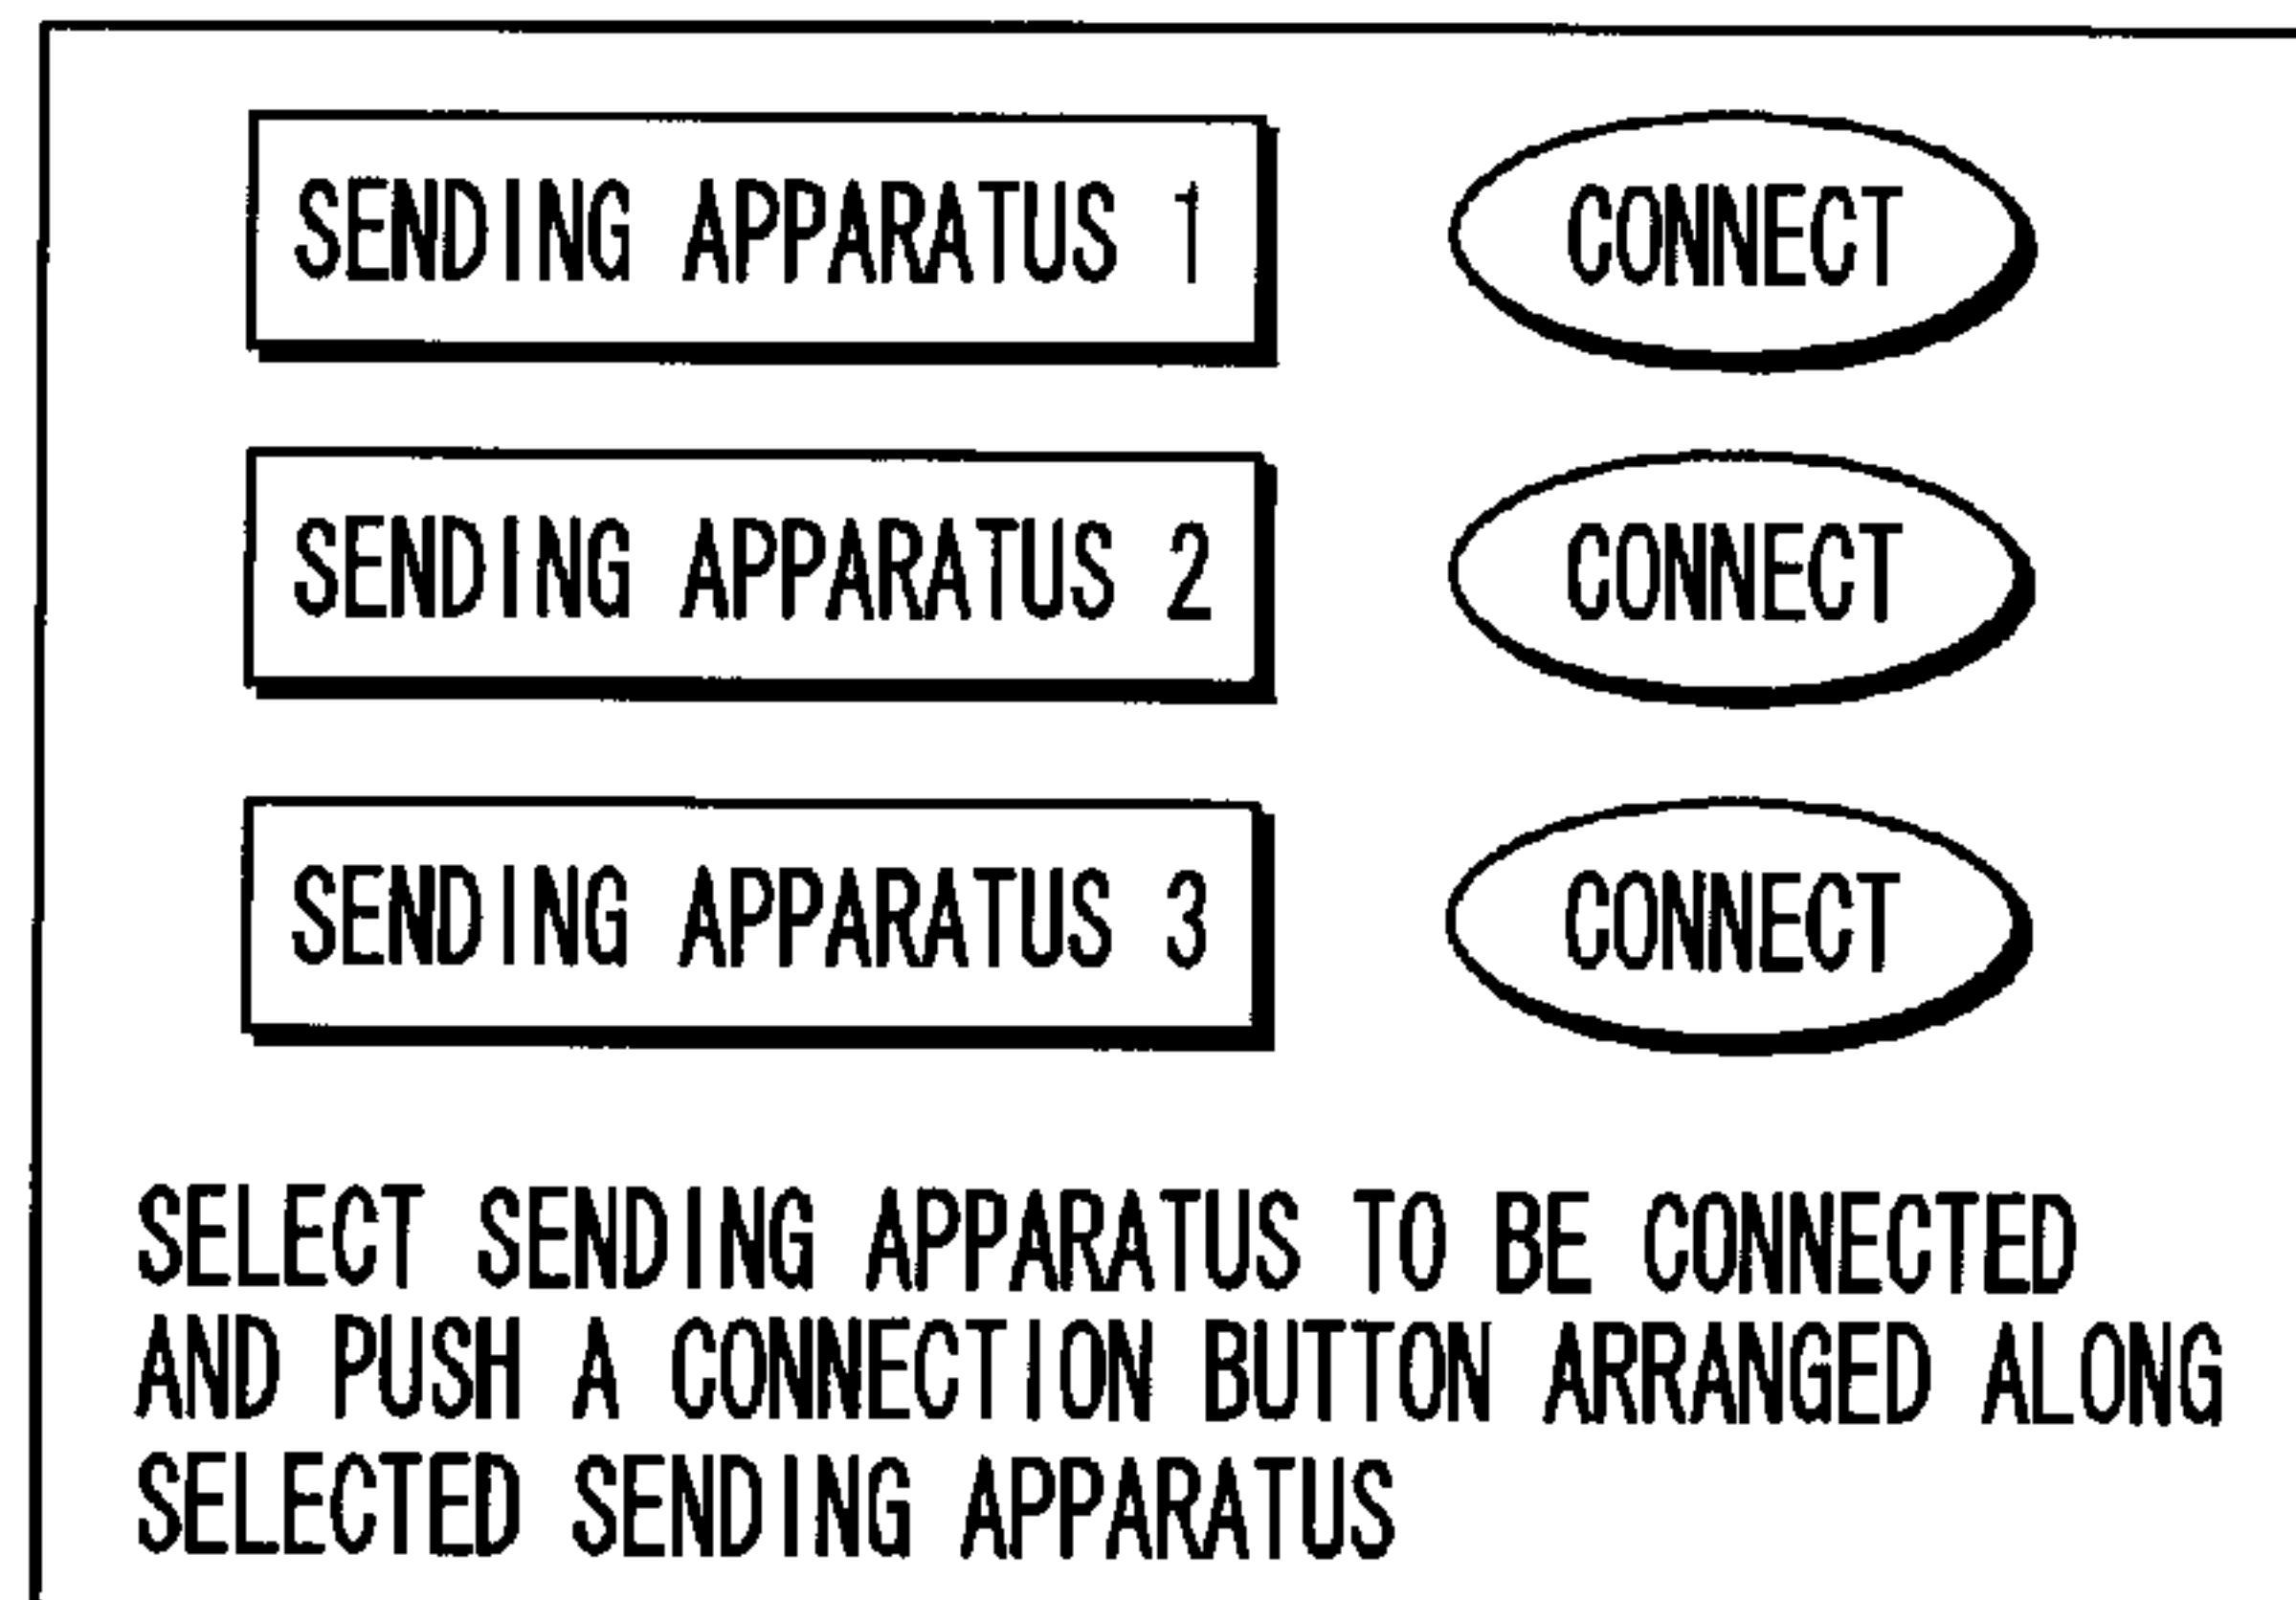 SENDING APPARATUS 1 CONNECT
SENDING APPARATUS 2 CONNECT
SENDING APPARATUS 3 CONNECT
SELECT SENDING APPARATUS TO BE CONNECTED
AND PUSH A CONNECTION BUTTON ARRANGED ALONG
SELECTED SENDING APPARATUS